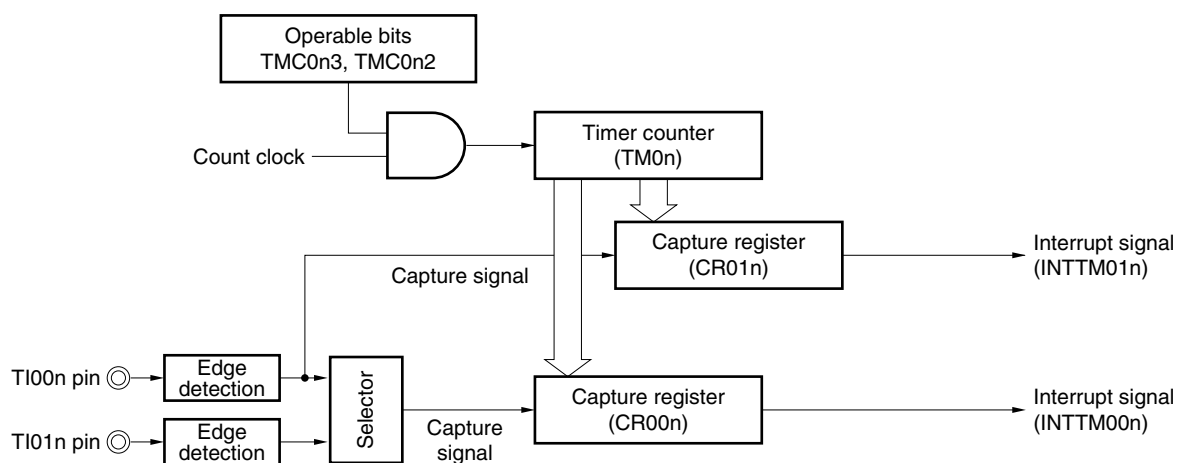 Operable bits
TMC0n3, TMC0n2
Count clock
Timer counter
(TM0n)
Capture register
(CR01n)
Interrupt signal
(INTTM01n)
Capture signal
TI00n pin
Edge
detection
Selector
TI01n pin
Edge
detection
Capture
signal
Capture register
(CR00n)
Interrupt signal
(INTTM00n)